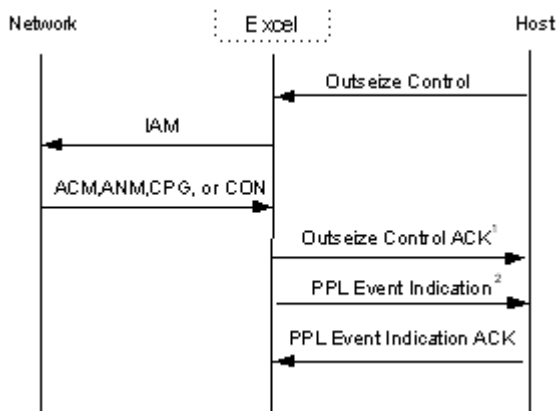 Network Excel Host
Outseize Control
IAM
ACM,ANM,CPG, or CON
Outseize Control ACK1
PPL Event Indication2
PPL Event Indication ACK